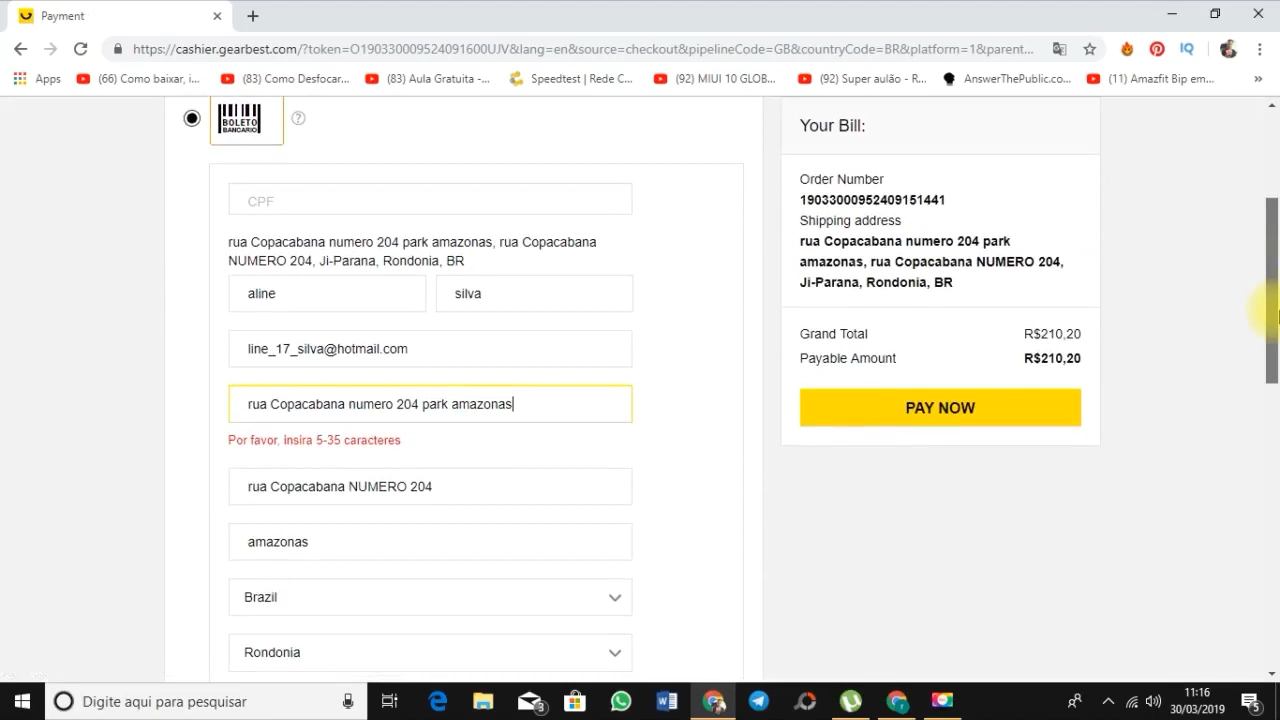 Payment
https://cashier.gearbest.com/?token=O1903300095240916​00UJV&lang=en&source=checkout&pipelineCode=GB&countryCode=BR&platform=1&parent...
Apps
(66) Como baixar, i...
(83) Como Desfocar...
(83) Aula Gratuita -...
Speedtest | Rede C...
(92) MIUI 10 GLOB...
(92) Super aulão - R...
AnswerThePublic.co...
(11) Amazfit Bip em...
»
BOLETO
BANCÁRIO
?
CPF
rua Copacabana numero 204 park amazonas, rua Copacabana
NUMERO 204, Ji-Parana, Rondonia, BR
aline
silva
line_17_silva@hotmail.com
rua Copacabana numero 204 park amazonas
Por favor, insira 5-35 caracteres
rua Copacabana NUMERO 204
amazonas
Brazil
Rondonia
Your Bill:
Order Number
19033000952409151441
Shipping address
rua Copacabana numero 204 park
amazonas, rua Copacabana NUMERO 204,
Ji-Parana, Rondonia, BR
Grand Total
R$210,20
Payable Amount
R$210,20
PAY NOW
Digite aqui para pesquisar
3
11:16
30/03/2019
5